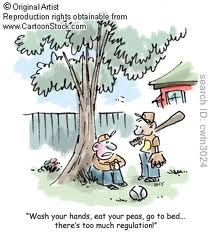 © Original Artist
Reproduction rights obtainable from
www.CartoonStock.com
search ID: cwln3024
"Wash your hands, eat your peas, go to bed...
there's too much regulation!"